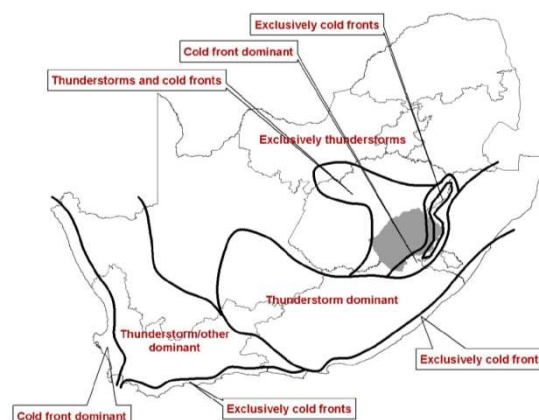 Exclusively cold fronts
Cold front dominant
Thunderstorms and cold fronts
Exclusively thunderstorms
Thunderstorm dominant
Thunderstorm/other
dominant
Exclusively cold front
Exclusively cold fronts
Cold front dominant